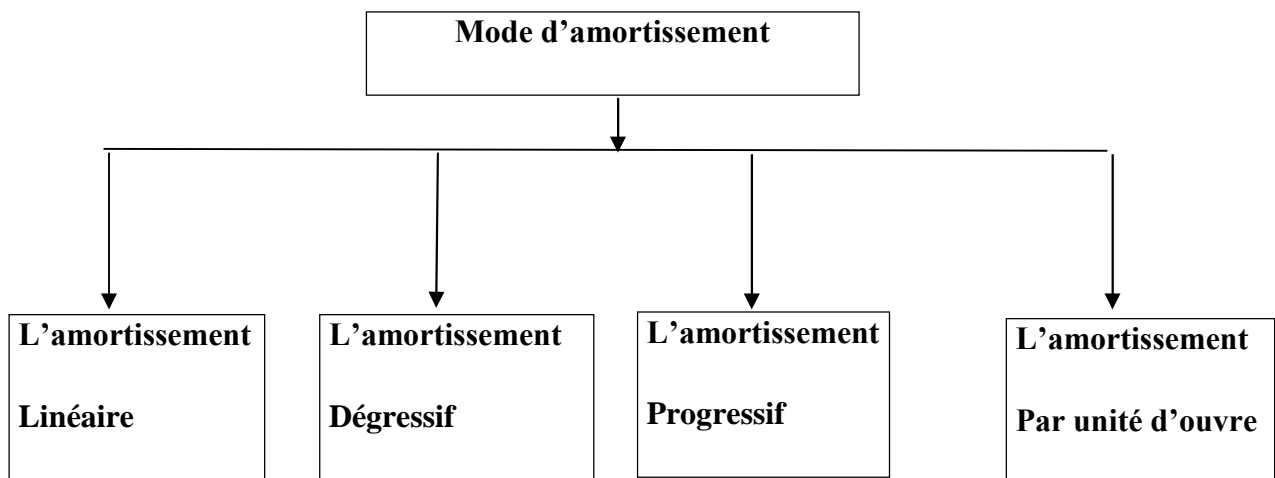 Mode d’amortissement
L’amortissement
Linéaire
L’amortissement
Dégressif
L’amortissement
Progressif
L’amortissement
Par unité d’ouvre